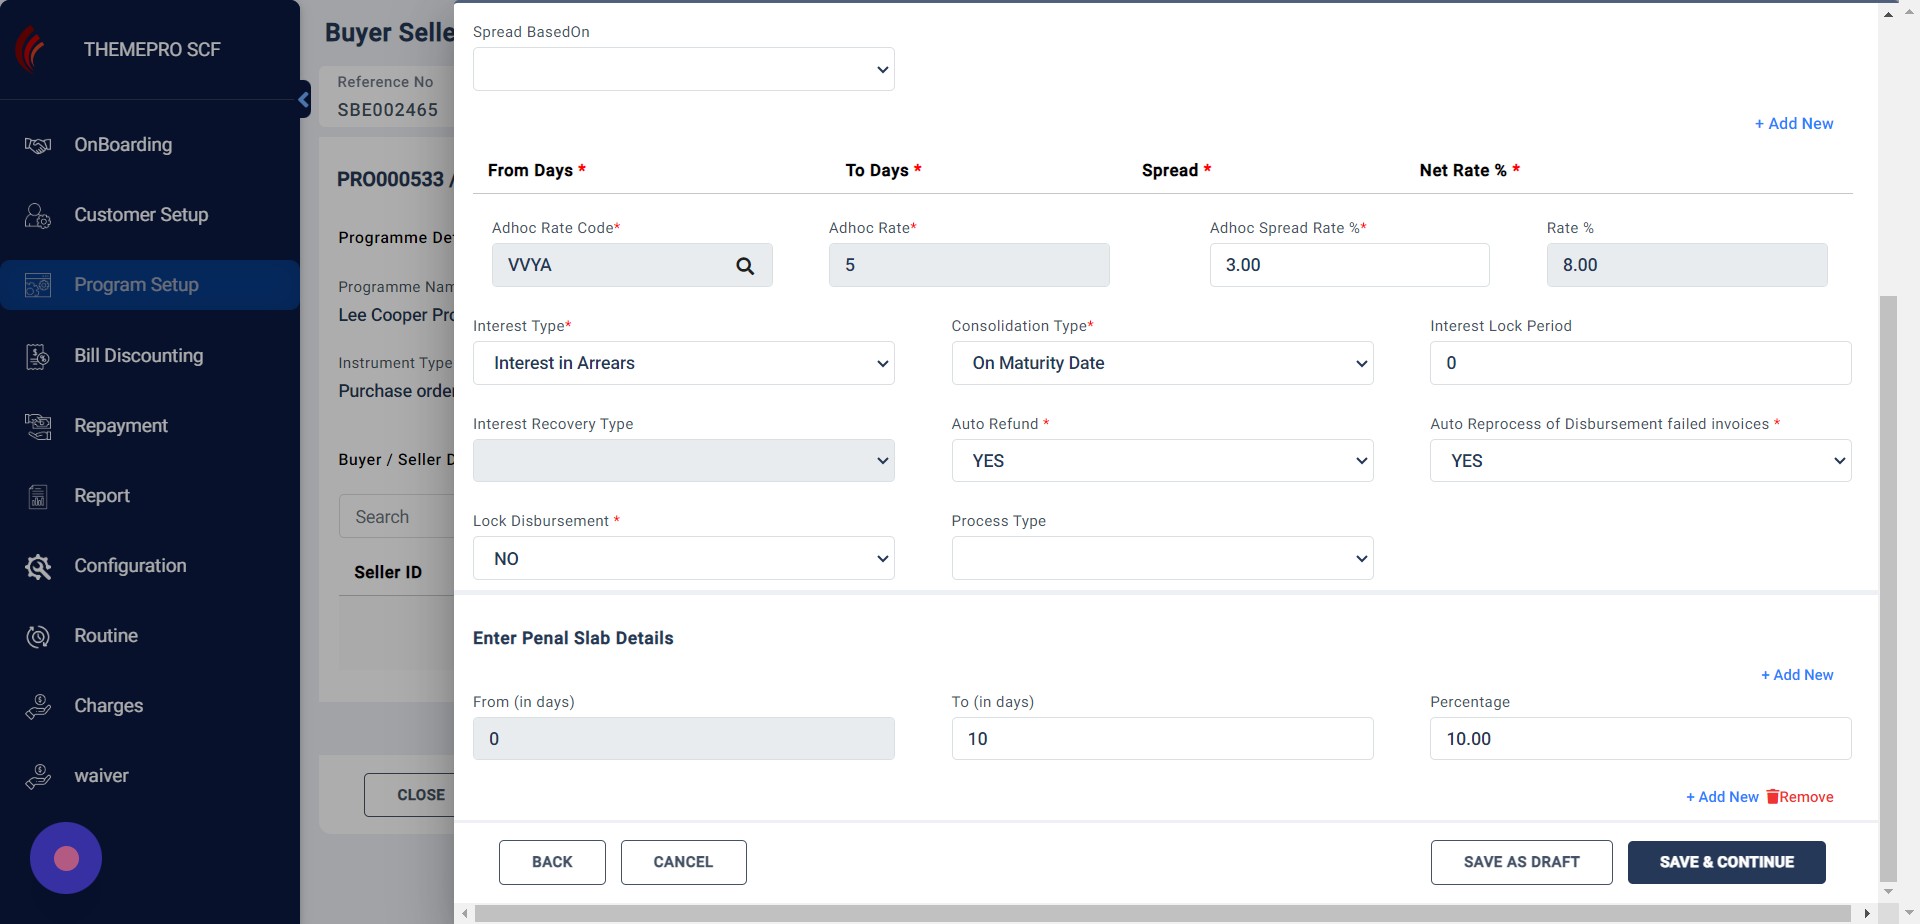 THEMEPRO SCF
OnBoarding
Customer Setup
Program Setup
Bill Discounting
Repayment
Report
Configuration
Routine
Charges
waiver
Buyer Selle
Reference No
SBE002465
PRO000533 /
Programme De
Programme Nam
Lee Cooper Pro
Instrument Type
Purchase order
Buyer / Seller D
Search
Seller ID
CLOSE
Spread BasedOn
+ Add New
From Days * To Days * Spread * Net Rate % *
Adhoc Rate Code* Adhoc Rate* Adhoc Spread Rate %* Rate %
VVYA 5 3.00 8.00
Interest Type* Consolidation Type* Interest Lock Period
Interest in Arrears On Maturity Date 0
Interest Recovery Type Auto Refund * Auto Reprocess of Disbursement failed invoices *
YES YES
Lock Disbursement * Process Type
NO
Enter Penal Slab Details
+ Add New
From (in days) To (in days) Percentage
0 10 10.00
+ Add New Remove
BACK CANCEL SAVE AS DRAFT SAVE & CONTINUE